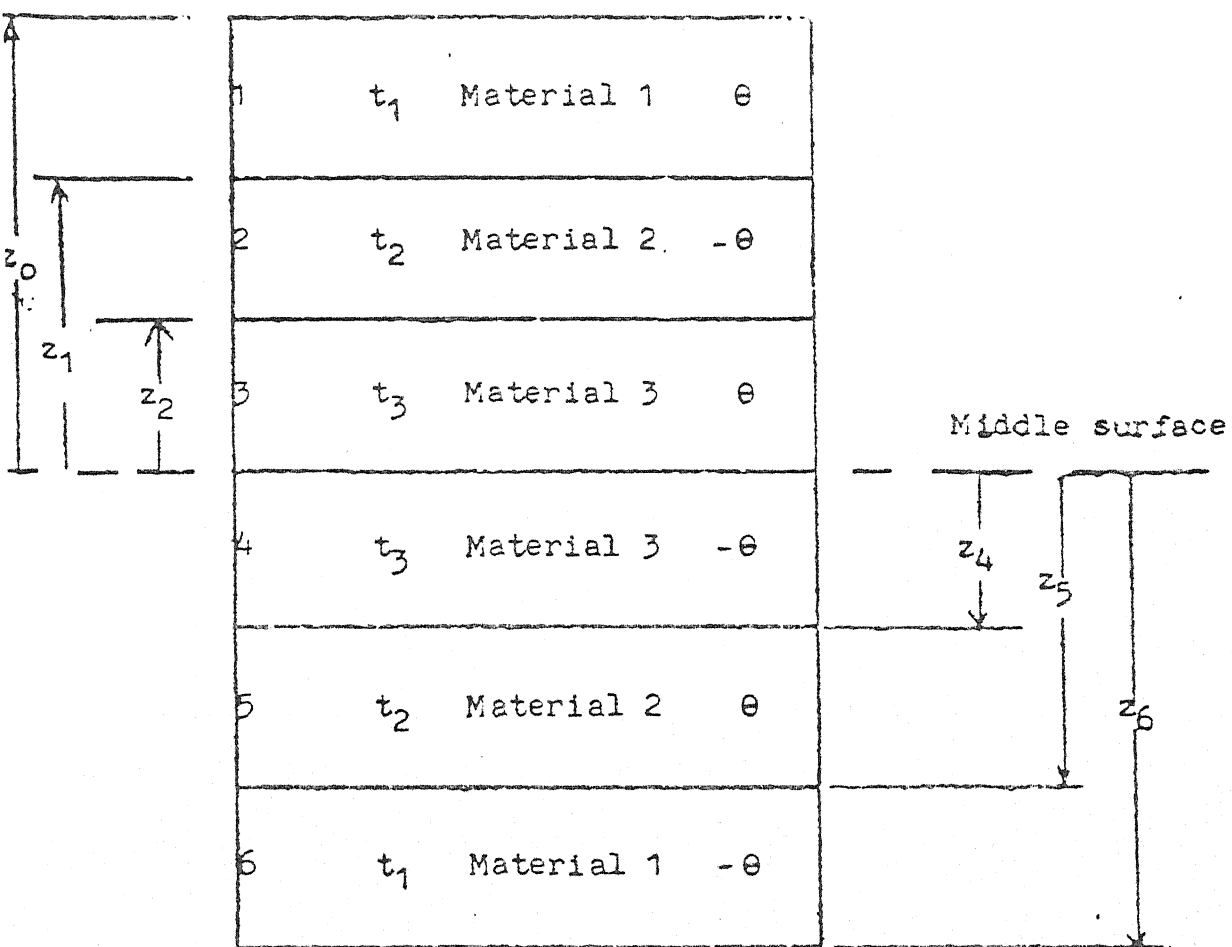 1 t1 Material 1 θ
2 t2 Material 2. -θ
z0
z1
z2
3 t3 Material 3 θ
Middle surface
4 t3 Material 3 -θ
z4
z5
5 t2 Material 2 θ
z6
6 t1 Material 1 -θ